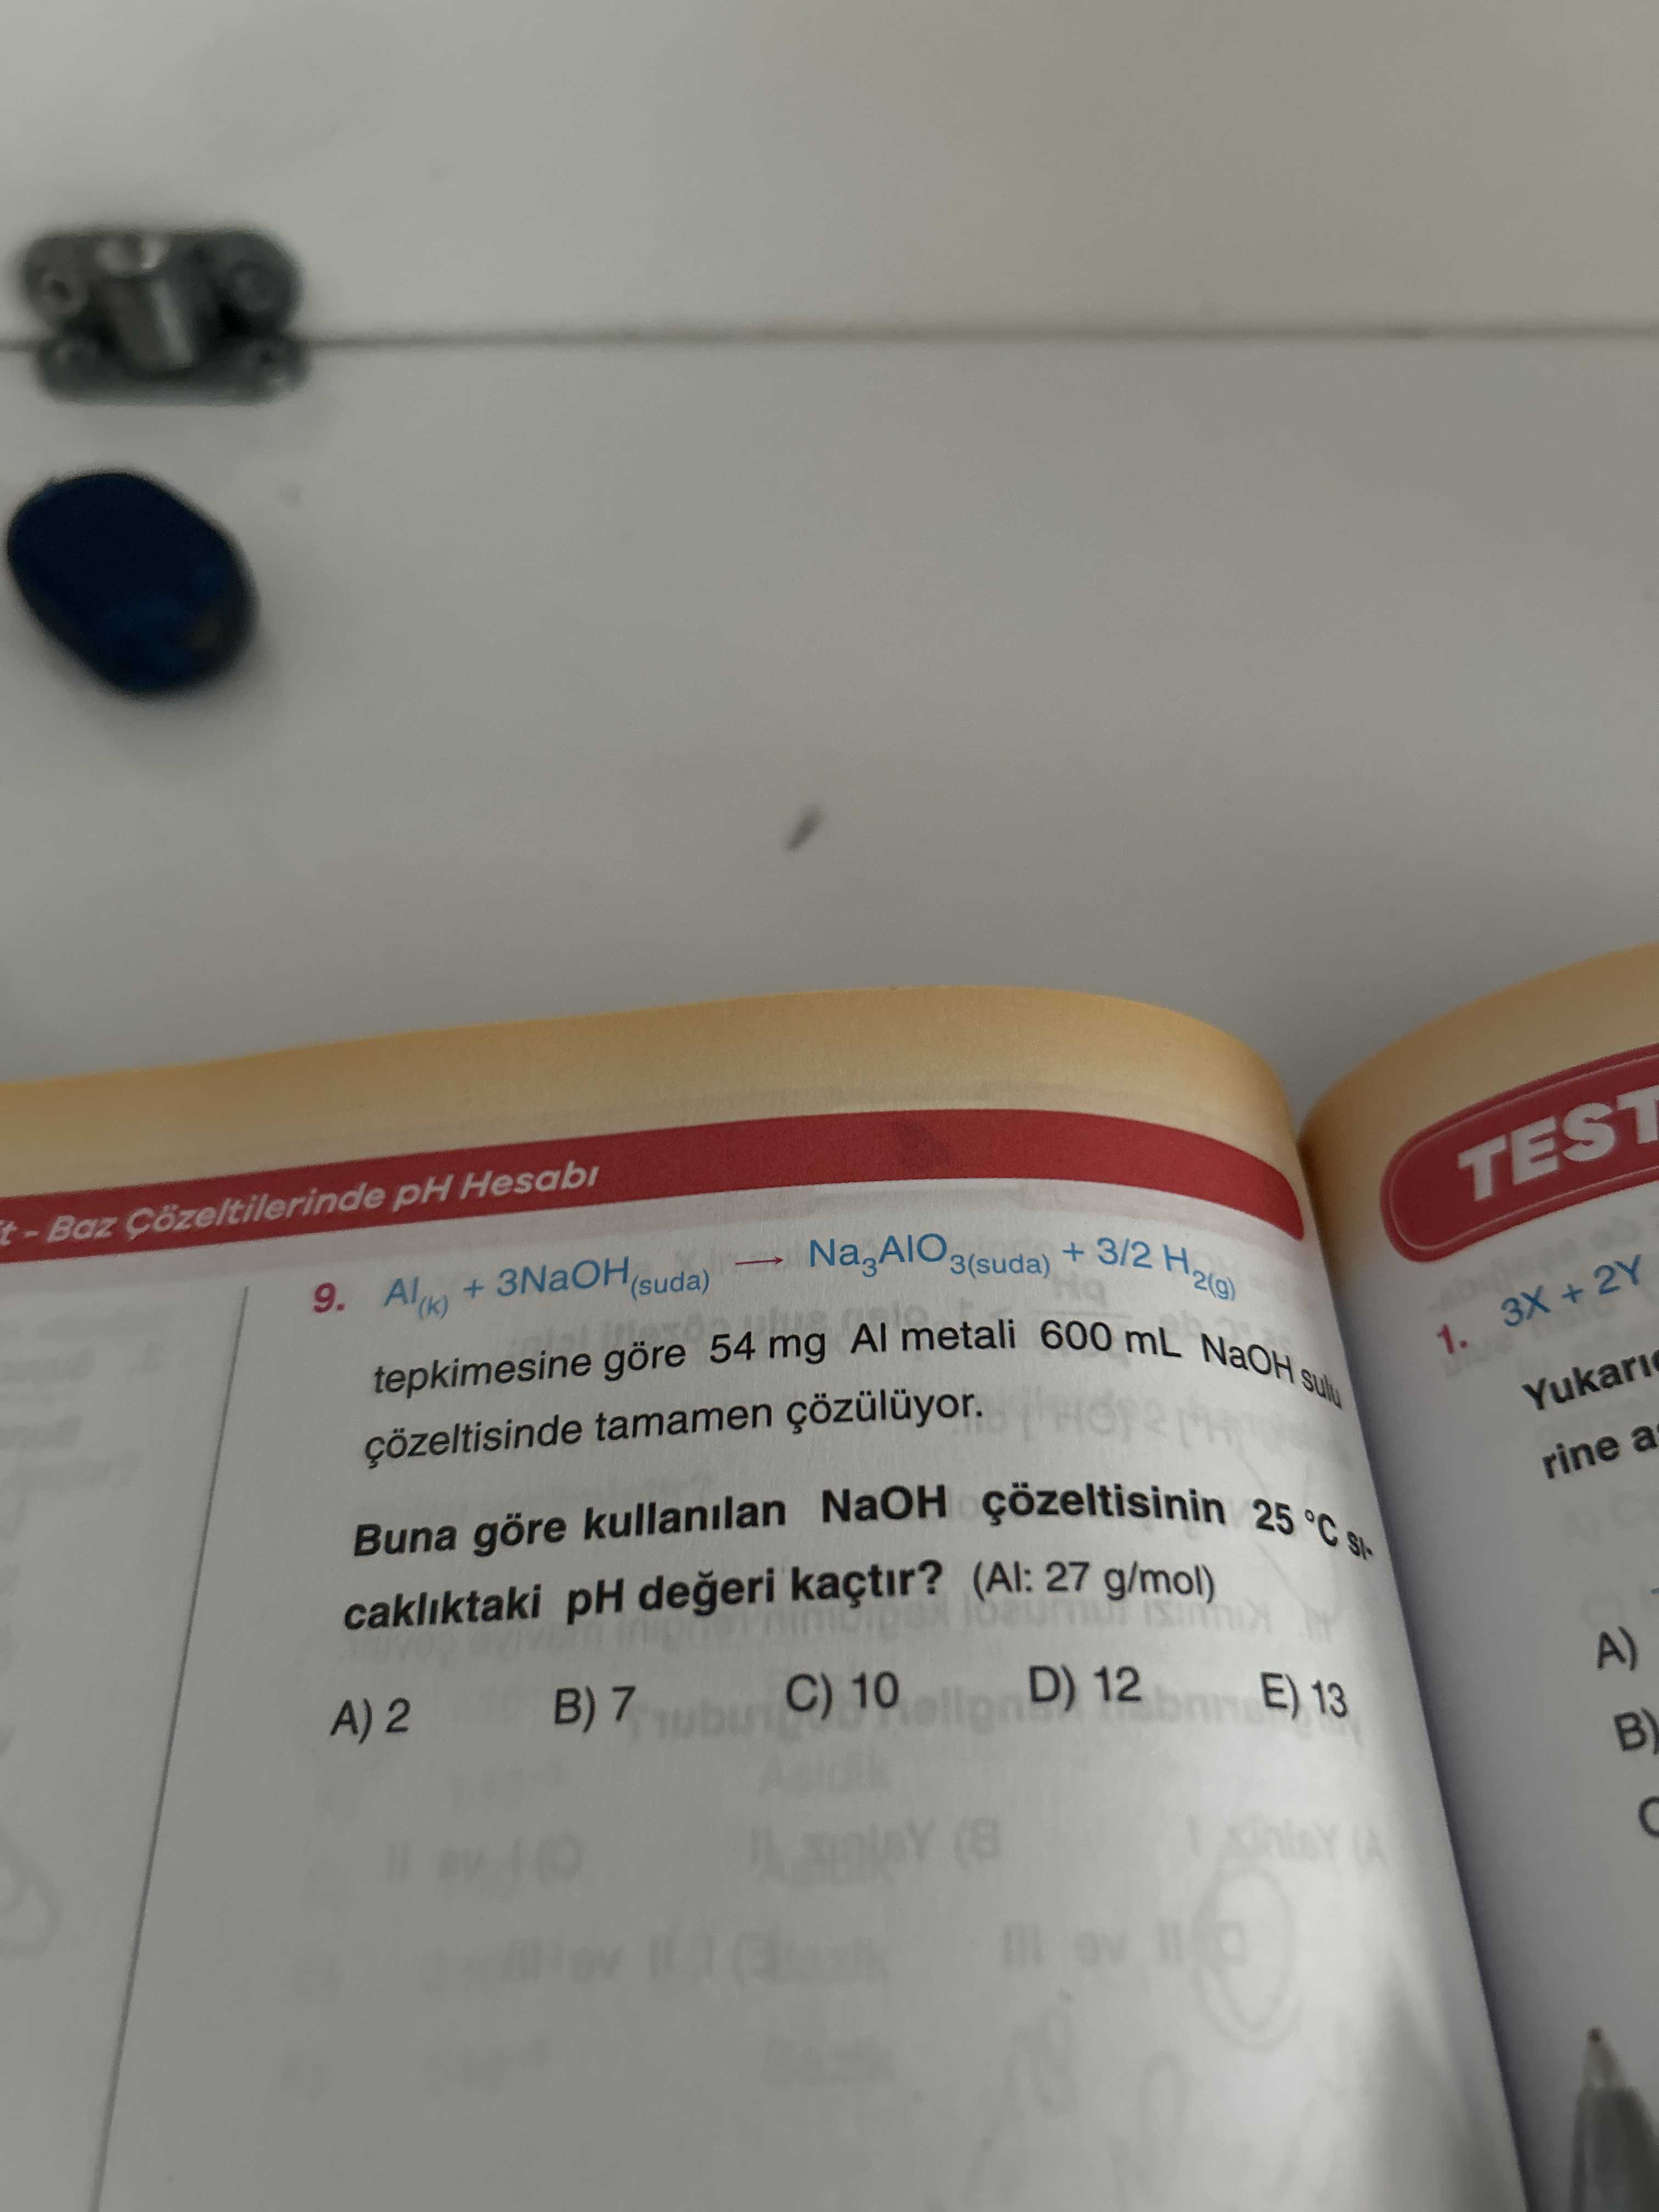 - Baz Çözeltilerinde pH Hesabı
9. Al(k) + 3NaOH(suda) → Na3AlO3(suda) + 3/2 H2(g)
tepkimesine göre 54 mg Al metali 600 mL NaOH sulu
çözeltisinde tamamen çözülüyor.
Buna göre kullanılan NaOH çözeltisinin 25 °C sı-
caklıktaki pH değeri kaçtır? (Al: 27 g/mol)
A) 2 B) 7 C) 10 D) 12 E) 13
TEST
1. 3X + 2Y
rine
A)
B)